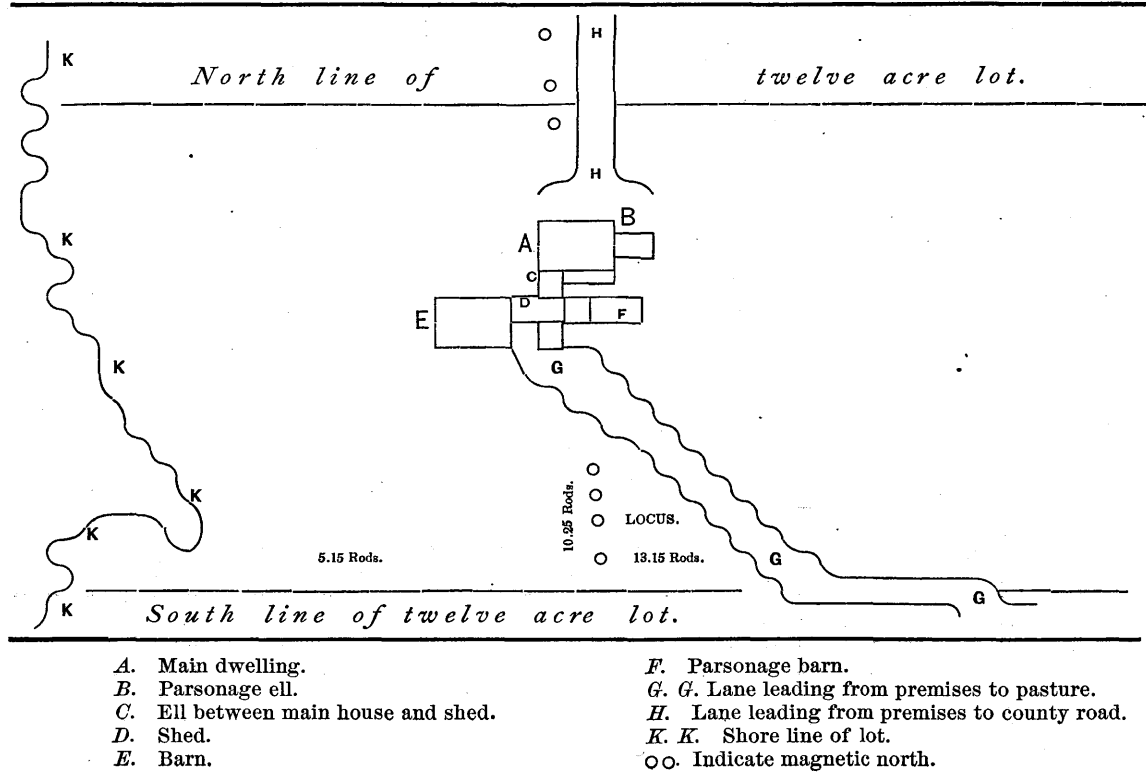 H
K
North line of twelve acre lot.
H
B
A
K
C
D
E
F
K
G
10.25 Rods.
K
LOCUS.
K
5.15 Rods.
13.15 Rods.
G
G
K
South line of twelve acre lot.
A. Main dwelling.
B. Parsonage ell.
C. Ell between main house and shed.
D. Shed.
E. Barn.
F. Parsonage barn.
G. G. Lane leading from premises to pasture.
H. Lane leading from premises to county road.
K. K. Shore line of lot.
○○. Indicate magnetic north.